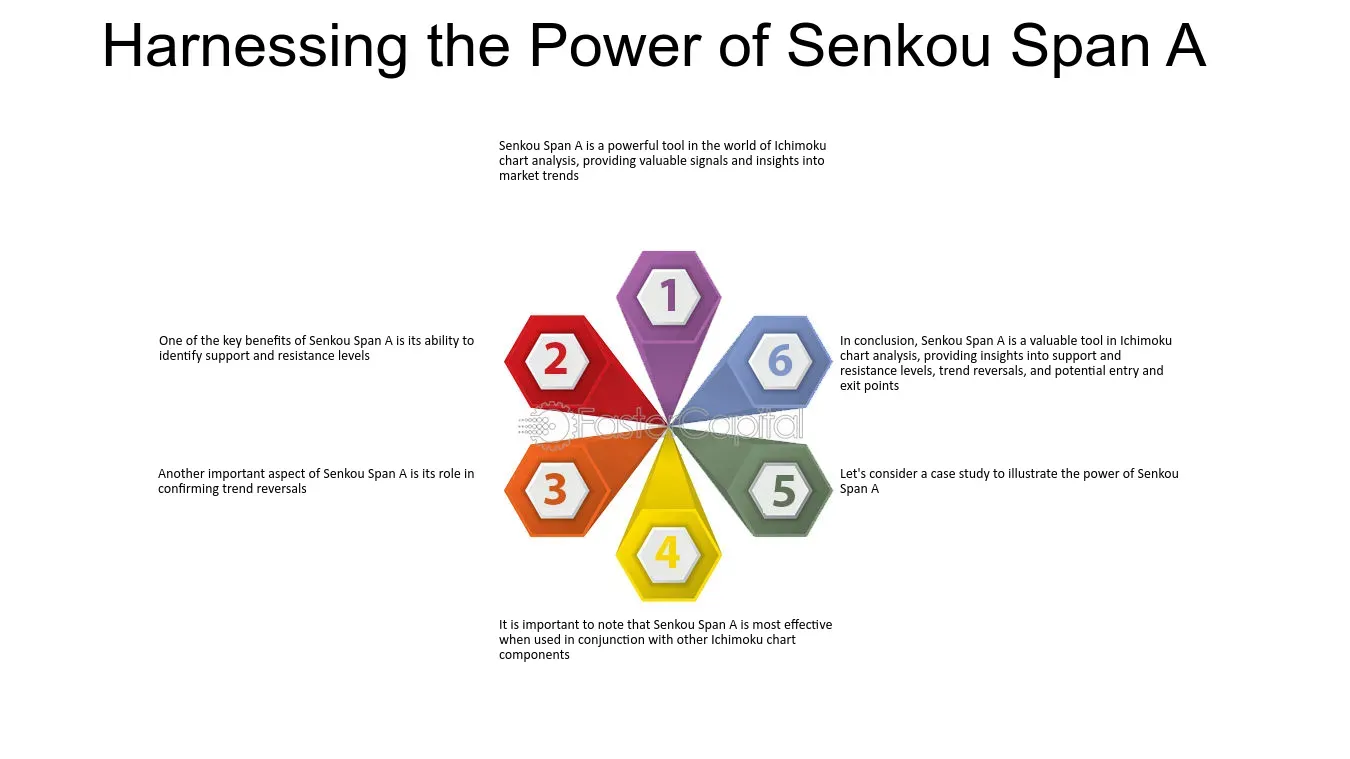 Harnessing the Power of Senkou Span A
Senkou Span A is a powerful tool in the world of Ichimoku
chart analysis, providing valuable signals and insights into
market trends
1
2
One of the key benefits of Senkou Span A is its ability to
identify support and resistance levels
3
Another important aspect of Senkou Span A is its role in
confirming trend reversals
4
It is important to note that Senkou Span A is most effective
when used in conjunction with other Ichimoku chart
components
5
Let's consider a case study to illustrate the power of Senkou
Span A
6
In conclusion, Senkou Span A is a valuable tool in Ichimoku
chart analysis, providing insights into support and
resistance levels, trend reversals, and potential entry and
exit points
FasterCapital